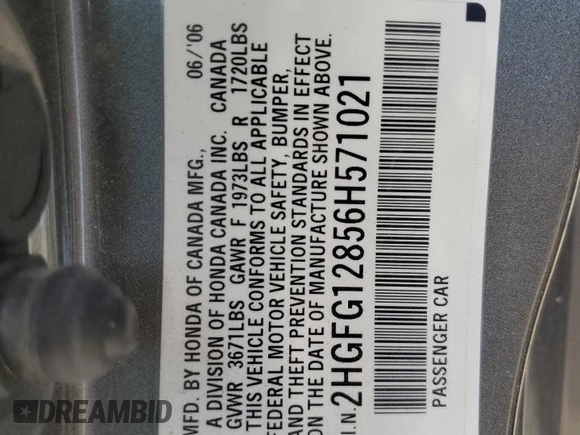 MFD. BY HONDA OF CANADA MFG., 06/'06
A DIVISION OF HONDA CANADA INC. CANADA
GVWR 3671LBS GAWR F 1973LBS R 1720LBS
THIS VEHICLE CONFORMS TO ALL APPLICABLE
FEDERAL MOTOR VEHICLE SAFETY, BUMPER,
AND THEFT PREVENTION STANDARDS IN EFFECT
ON THE DATE OF MANUFACTURE SHOWN ABOVE.
I.N. 2HGFG12856H571021
PASSENGER CAR
DREAMBID